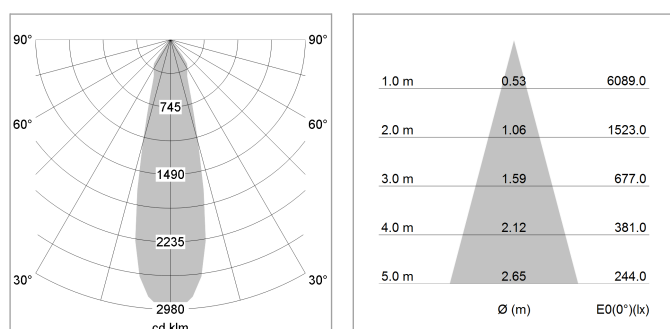 90° 90°
745
60° 60°
1490
2235
30° 30°
2980
cd klm
1.0 m 0.53 6089.0
2.0 m 1.06 1523.0
3.0 m 1.59 677.0
4.0 m 2.12 381.0
5.0 m 2.65 244.0
Ø (m) E0(0°)(lx)